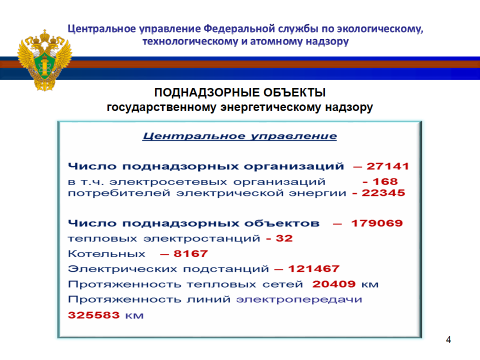 Центральное управление Федеральной службы по экологическому,
технологическому и атомному надзору
ПОДНАДЗОРНЫЕ ОБЪЕКТЫ
государственному энергетическому надзору
Центральное управление
Число поднадзорных организаций – 27141
в т.ч. электросетевых организаций - 168
потребителей электрической энергии - 22345
Число поднадзорных объектов – 179069
тепловых электростанций - 32
Котельных – 8167
Электрических подстанций – 121467
Протяженность тепловых сетей 20409 км
Протяженность линий электропередачи
325583 км
4